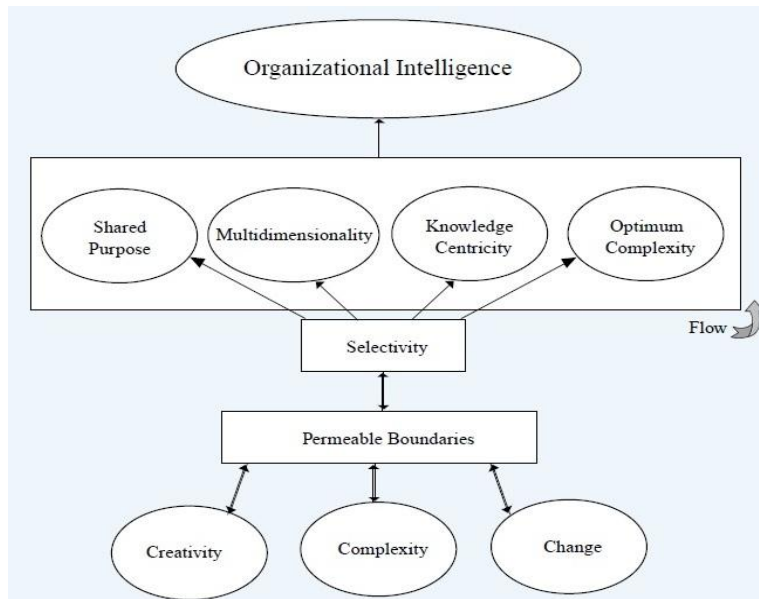 Organizational Intelligence
Shared
Purpose
Multidimensionality
Knowledge
Centricity
Optimum
Complexity
Flow
Selectivity
Permeable Boundaries
Creativity
Complexity
Change